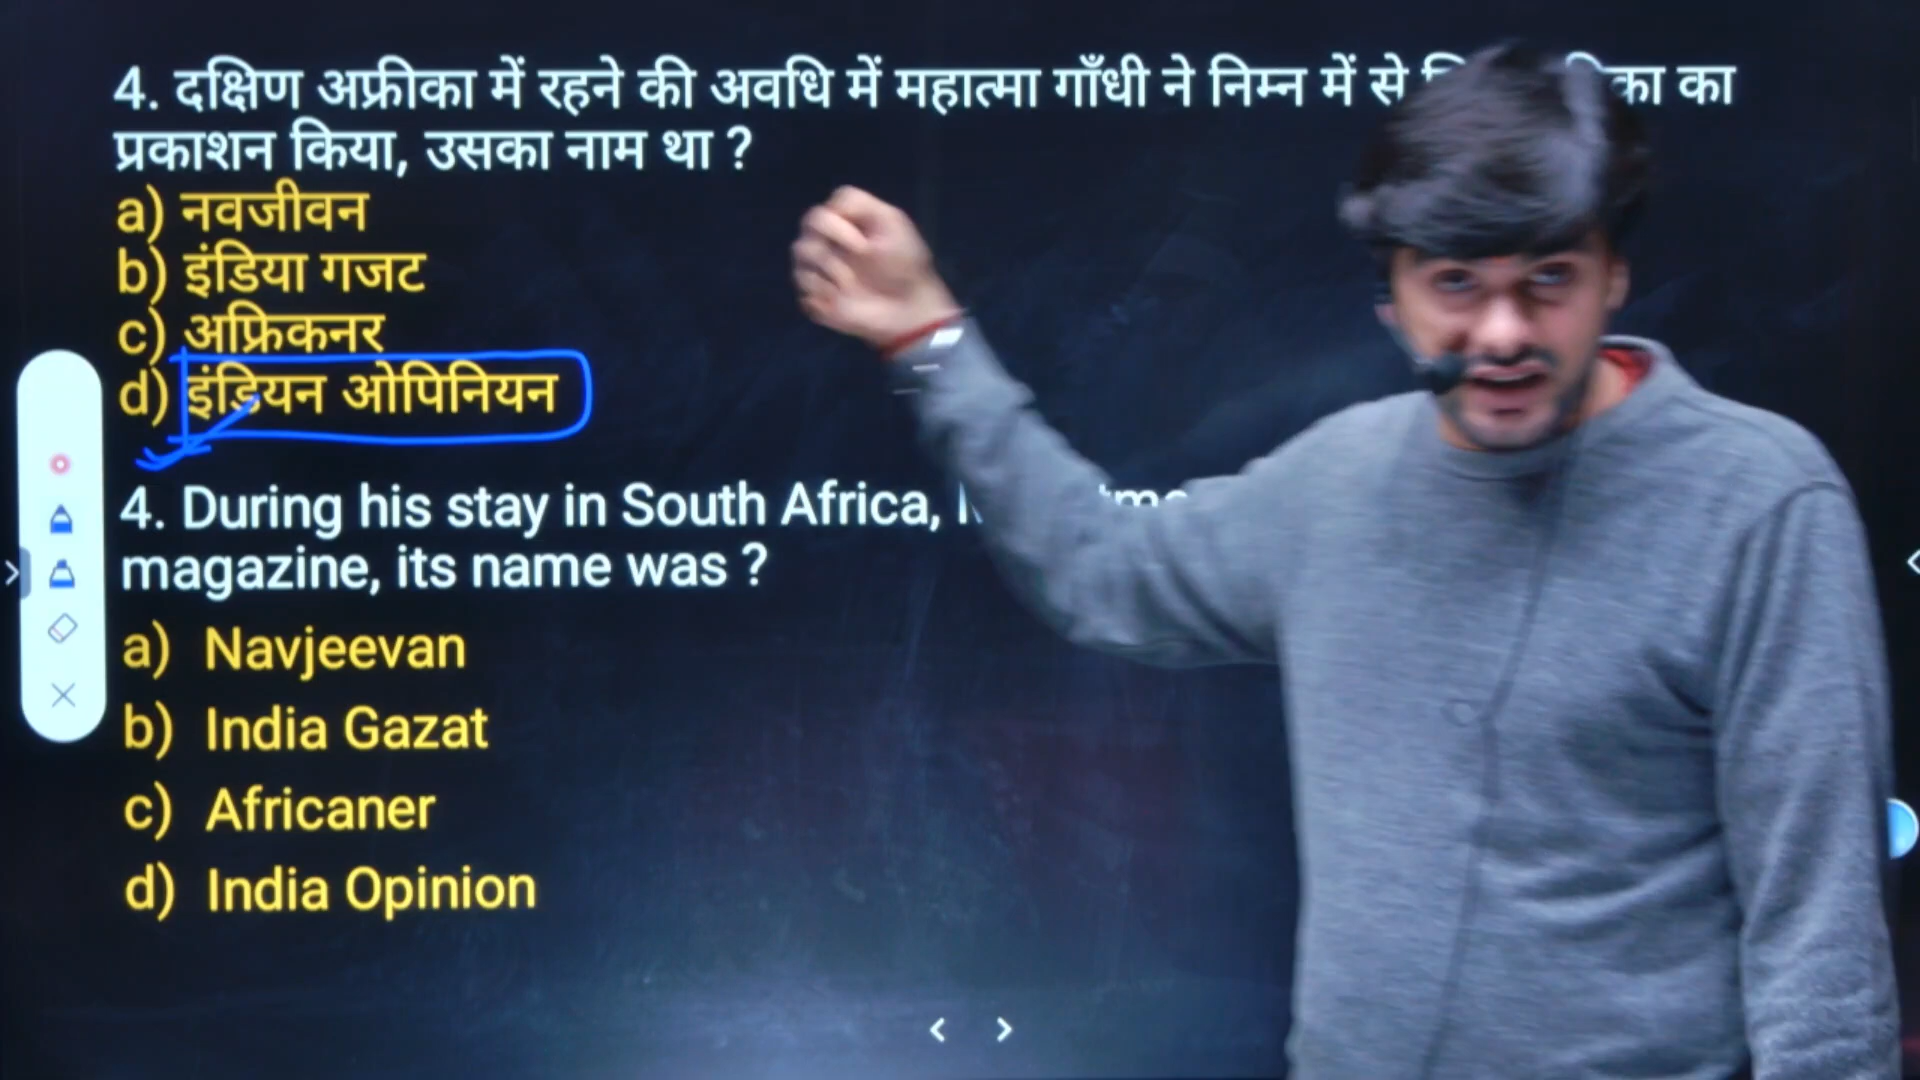 4. दक्षिण अफ्रीका में रहने की अवधि में महात्मा गाँधी ने निम्न में से का का
प्रकाशन किया, उसका नाम था ?
a) नवजीवन
b) इंडिया गजट
c) अफ्रिकनर
d) इंडियन ओपिनियन
4. During his stay in South Africa,
magazine, its name was ?
a) Navjeevan
b) India Gazat
c) Africaner
d) India Opinion